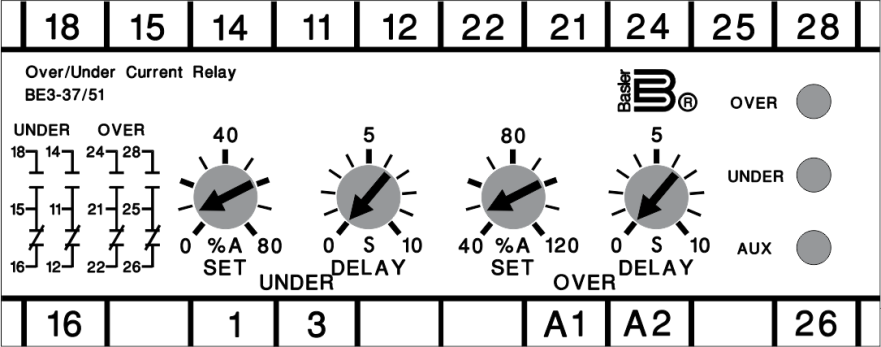 18 15 14 11 12 22 21 24 25 28
Over/Under Current Relay
BE3-37/51
Basler B ®
OVER
UNDER
AUX
UNDER OVER
18 14 24 28
15 11 21 25
16 12 22 26
40
0 %A 80
SET
5
0 S 10
DELAY
UNDER
80
40 %A 120
SET
5
0 S 10
DELAY
OVER
16 1 3 A1 A2 26